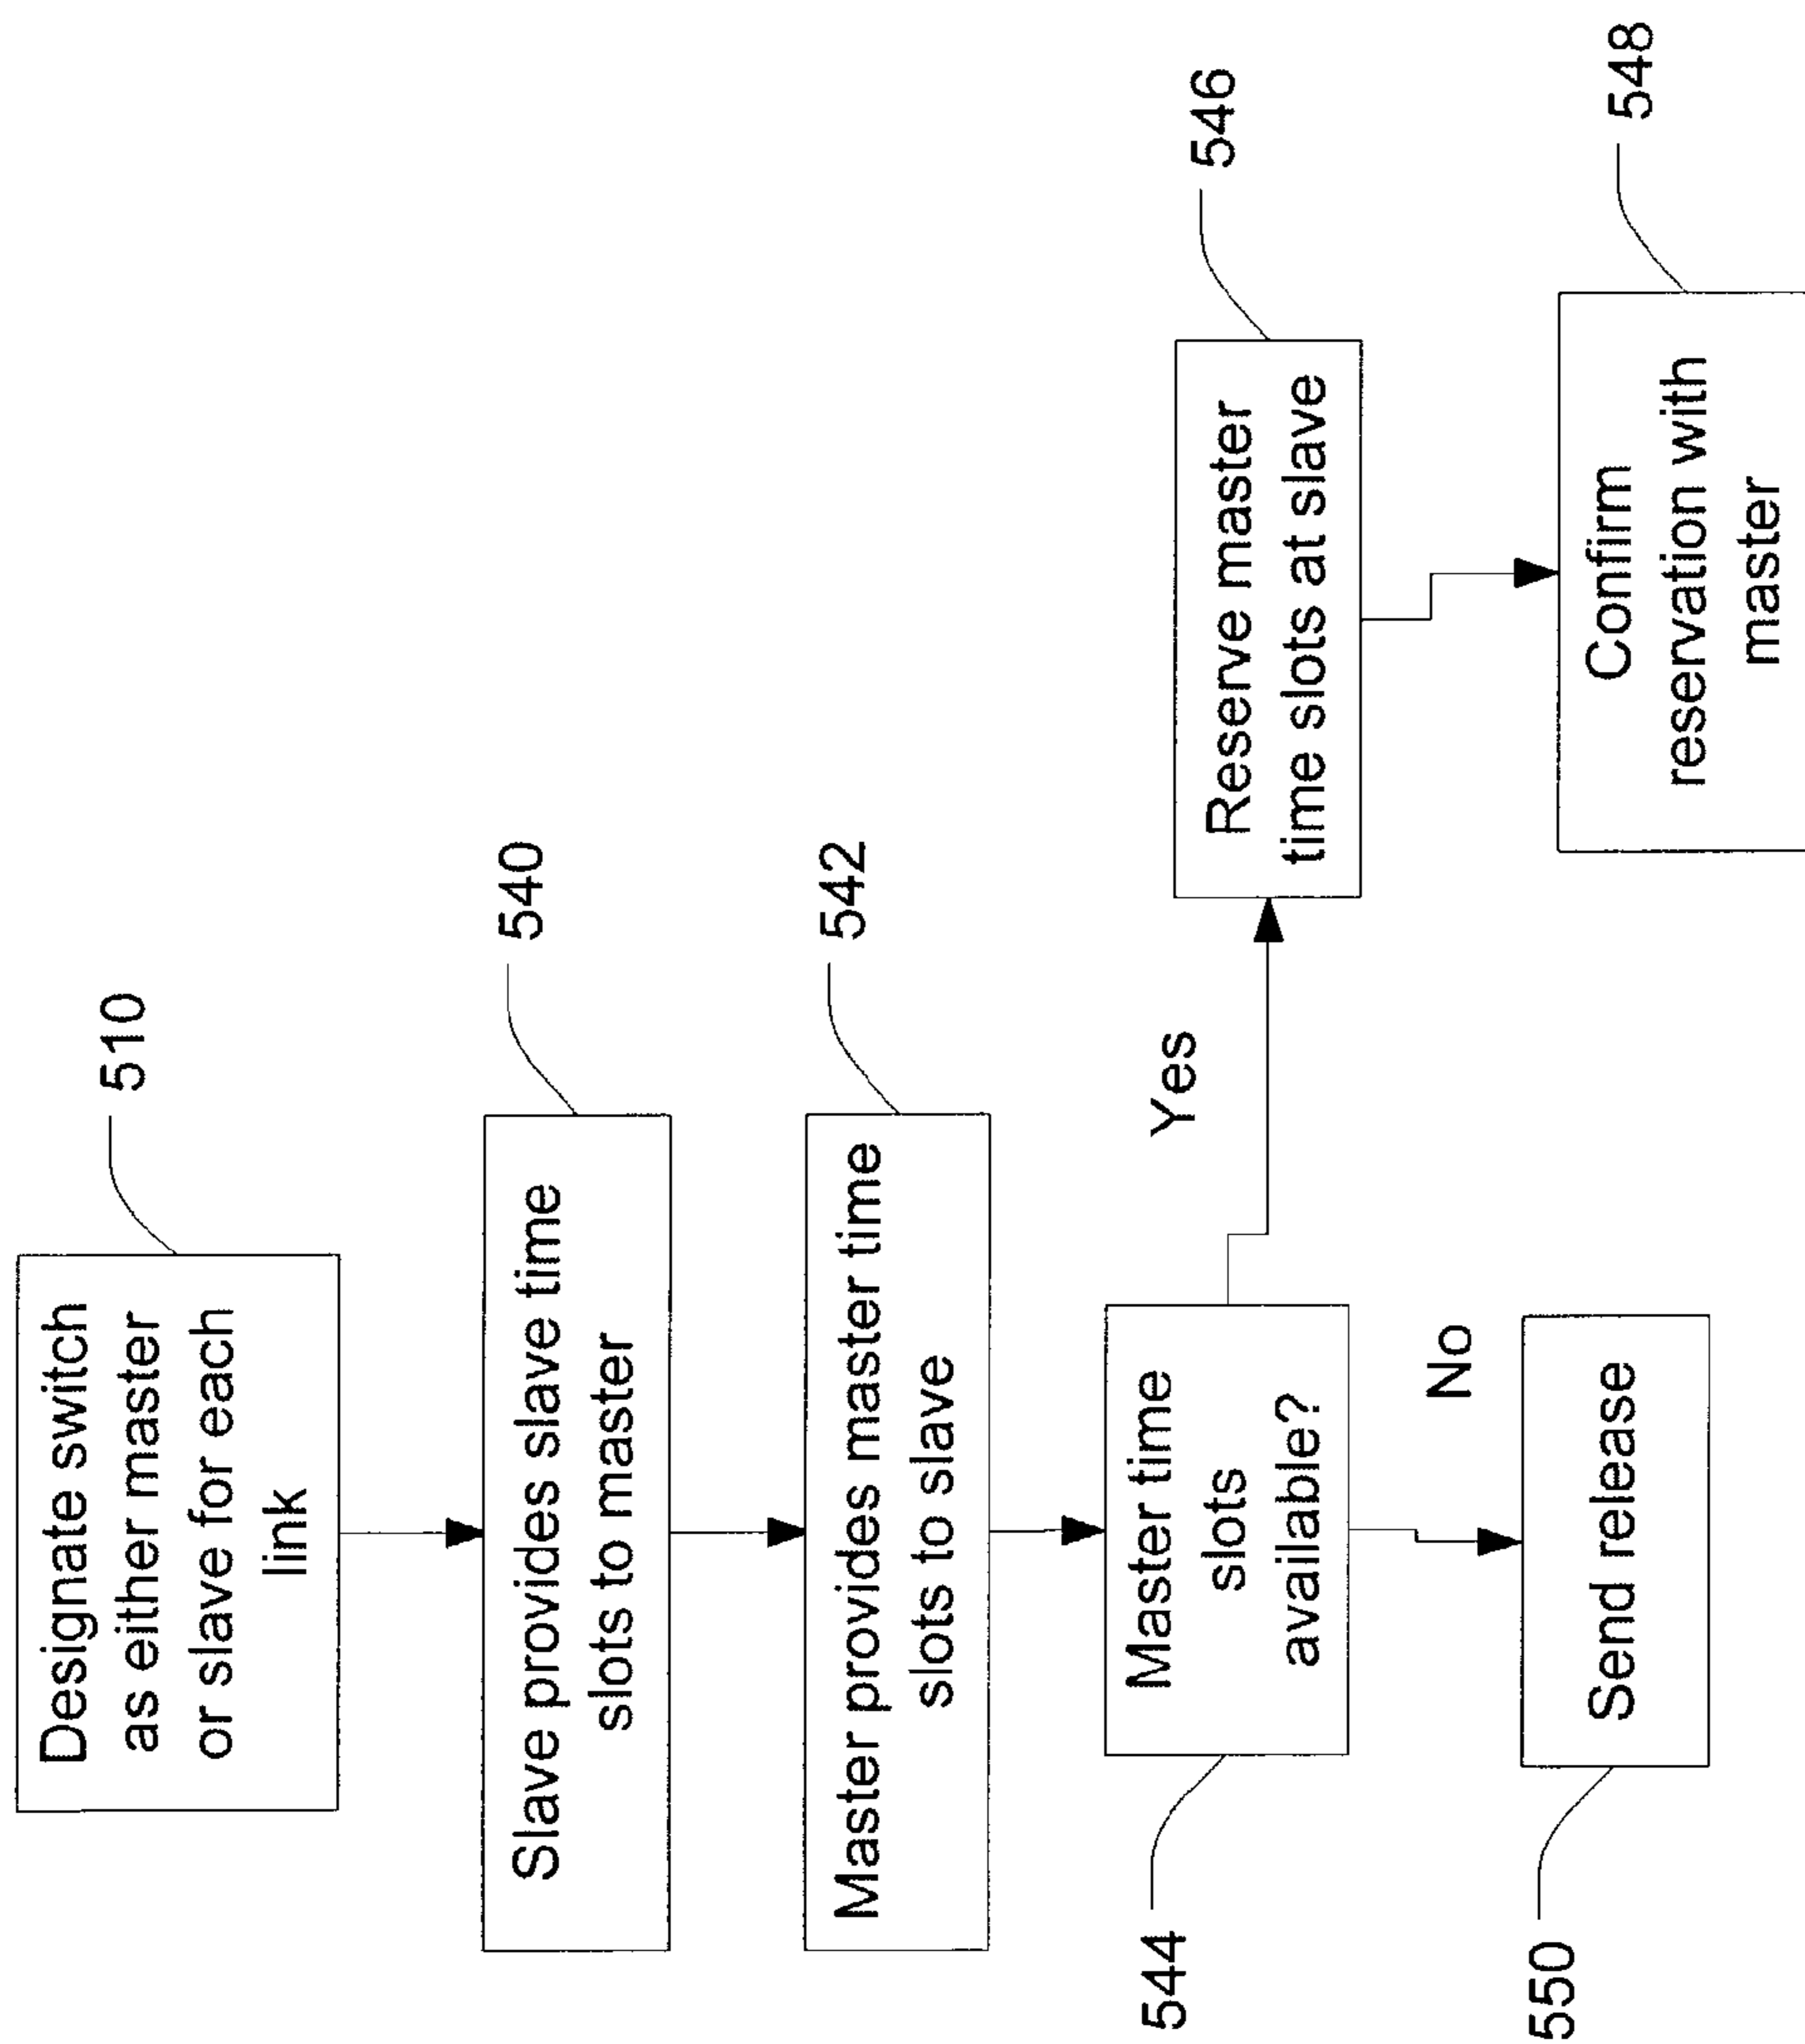 510
Designate switch
as either master
or slave for each
link
540
Slave provides slave time
slots to master
542
Master provides master time
slots to slave
544
Master time
slots
available?
Yes
546
Reserve master
time slots at slave
No
550
Send release
548
Confirm
reservation with
master